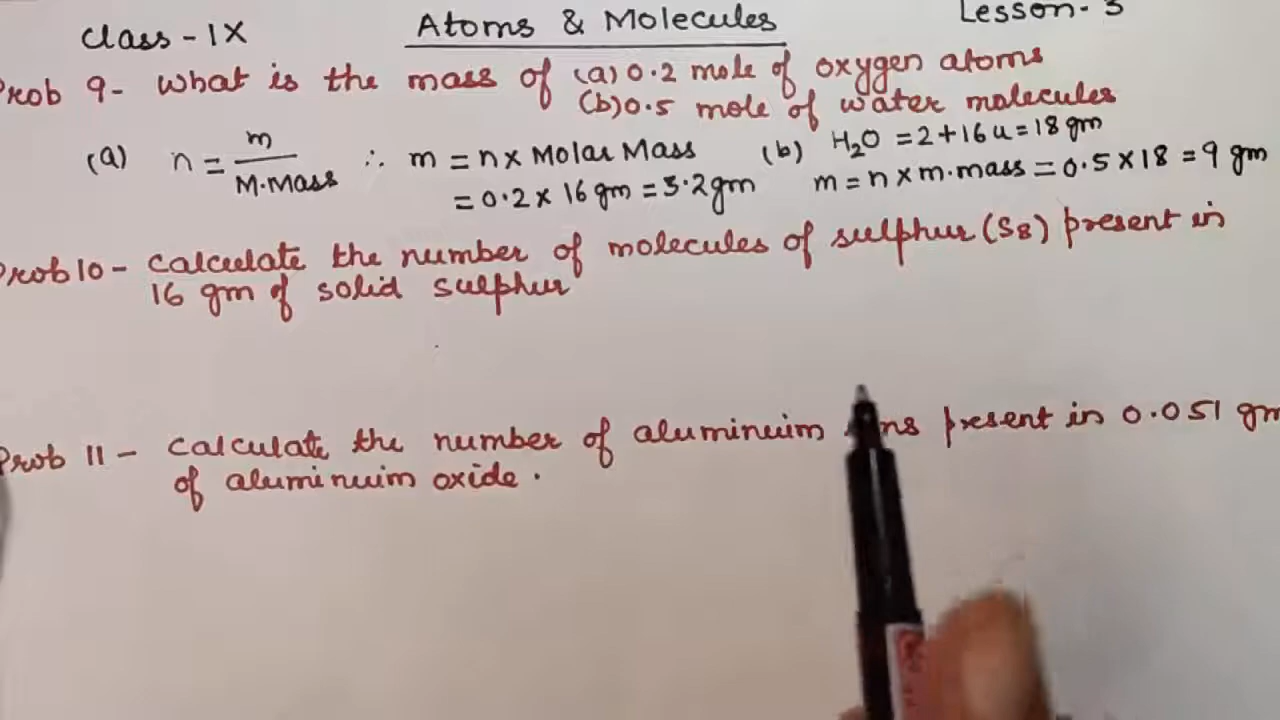 Class - IX
Atoms & Molecules
Lesson - 3
Prob 9 - What is the mass of (a) 0.2 mole of oxygen atoms
(b) 0.5 mole of water molecules
(a) n = m / M.Mass ∴ m = n x Molar Mass
= 0.2 x 16 gm = 3.2 gm
(b) H2O = 2 + 16 u = 18 gm
m = n x m.mass = 0.5 x 18 = 9 gm
Prob 10 - Calculate the number of molecules of sulphur (S8) present in
16 gm of solid sulphur
Prob 11 - Calculate the number of aluminium present in 0.051 gm
of aluminium oxide.